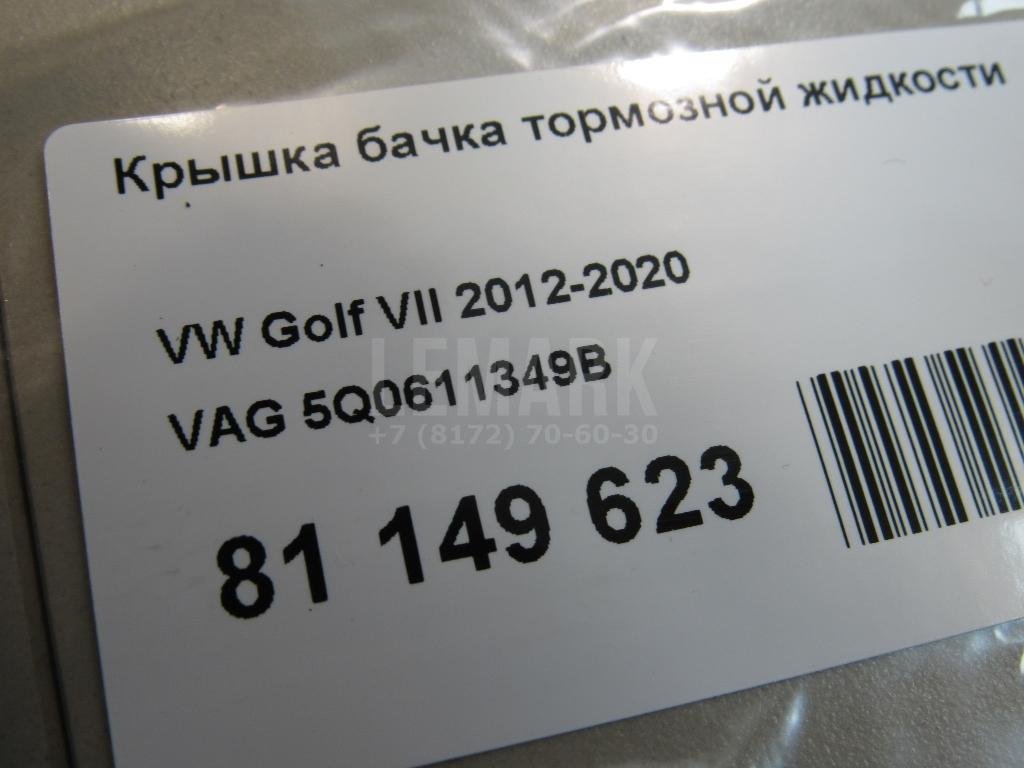 Крышка бачка тормозной жидкости
VW Golf VII 2012-2020
VAG 5Q0611349B
LEMARK
+7 (8172) 70-60-30
81 149 623